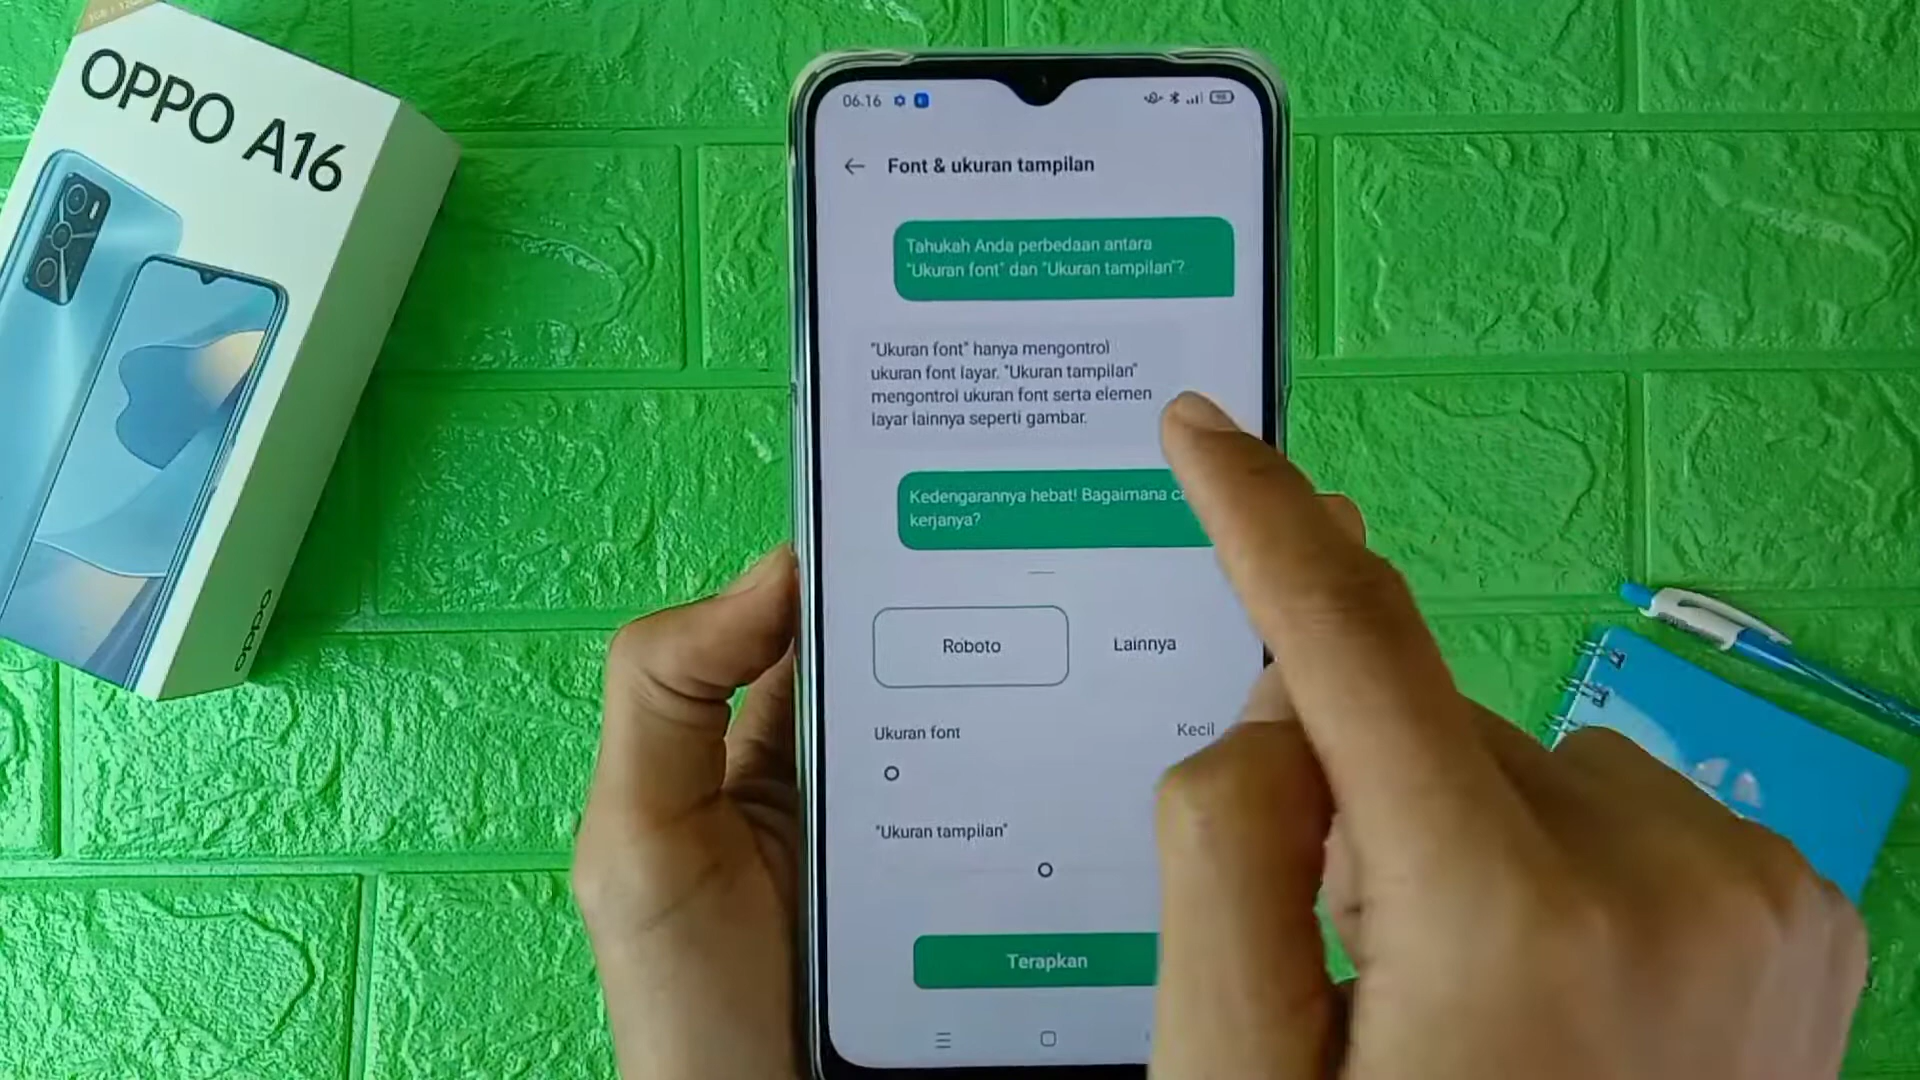 OPPO A16
OPPO
06.16
Font & ukuran tampilan
Tahukah Anda perbedaan antara
"Ukuran font" dan "Ukuran tampilan"?
"Ukuran font" hanya mengontrol
ukuran font layar. "Ukuran tampilan"
mengontrol ukuran font serta elemen
layar lainnya seperti gambar.
Kedengarannya hebat! Bagaimana
kerjanya?
Roboto
Lainnya
Ukuran font
Kecil
"Ukuran tampilan"
Terapkan